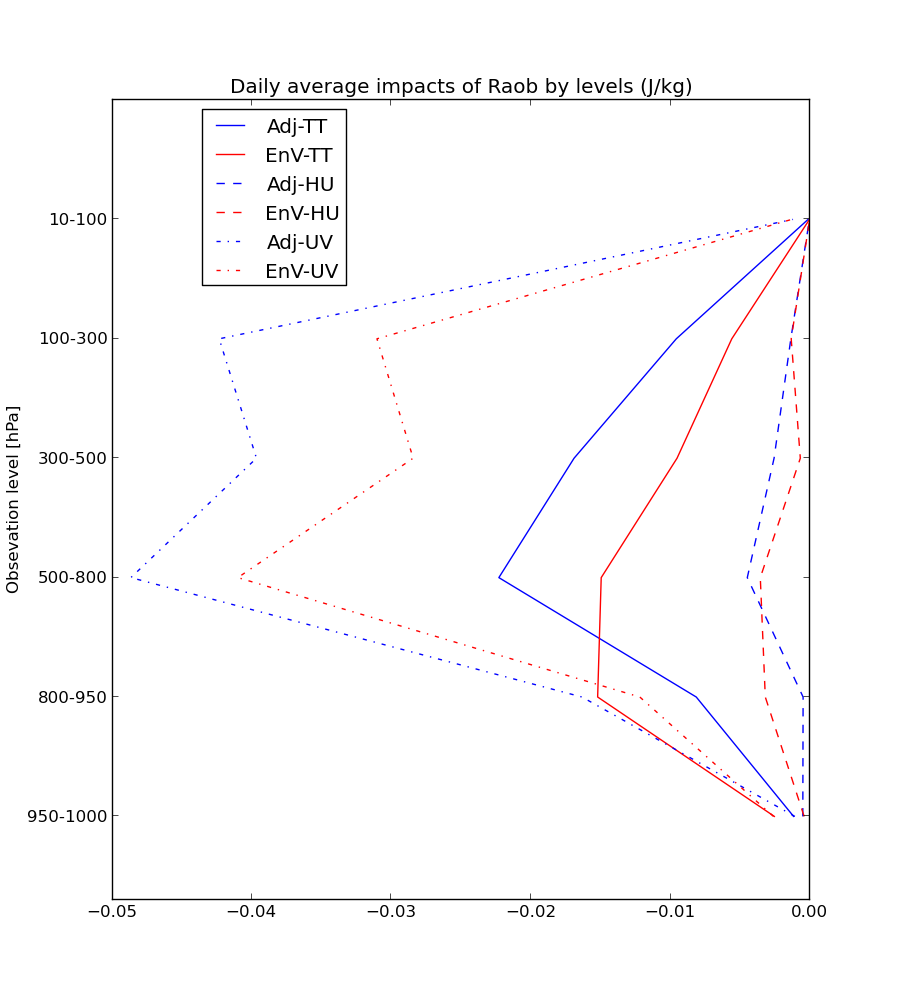 Daily average impacts of Raob by levels (J/kg)
Adj-TT
EnV-TT
Adj-HU
EnV-HU
Adj-UV
EnV-UV
10-100
100-300
300-500
500-800
800-950
950-1000
Obsevation level [hPa]
−0.05
−0.04
−0.03
−0.02
−0.01
0.00